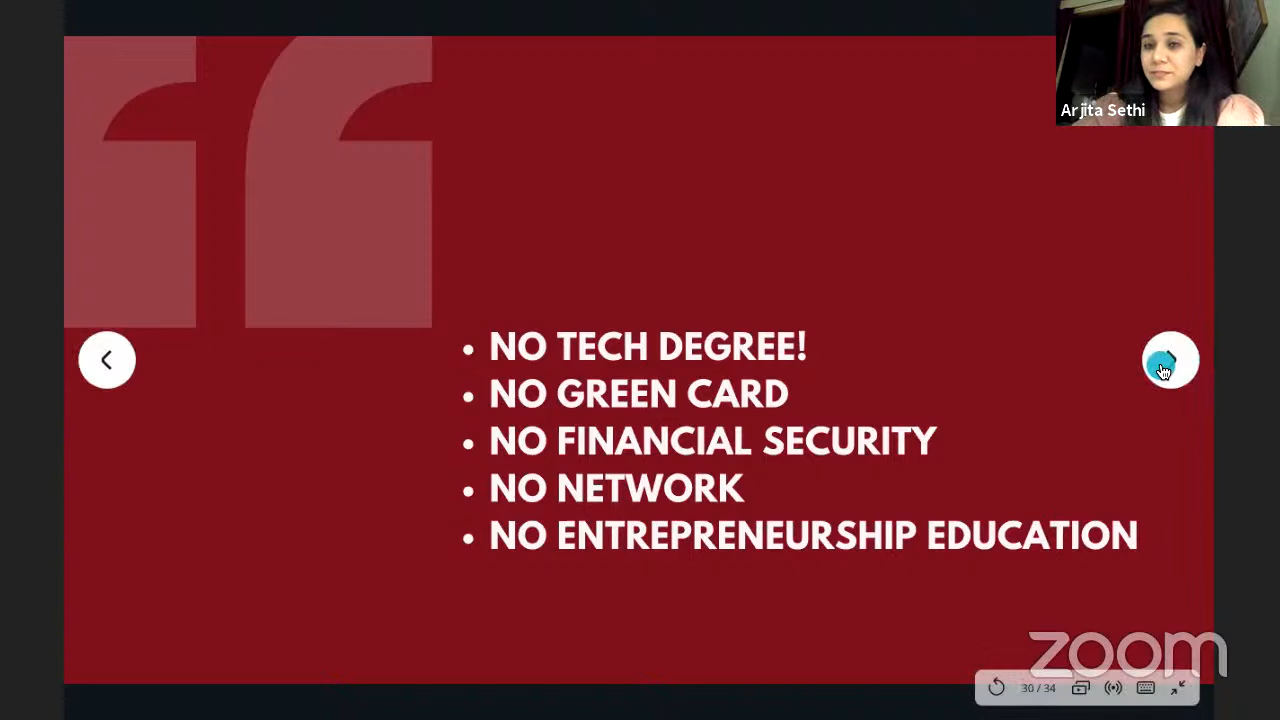 Arjita Sethi
• NO TECH DEGREE!
• NO GREEN CARD
• NO FINANCIAL SECURITY
• NO NETWORK
• NO ENTREPRENEURSHIP EDUCATION
zoom
30 / 34